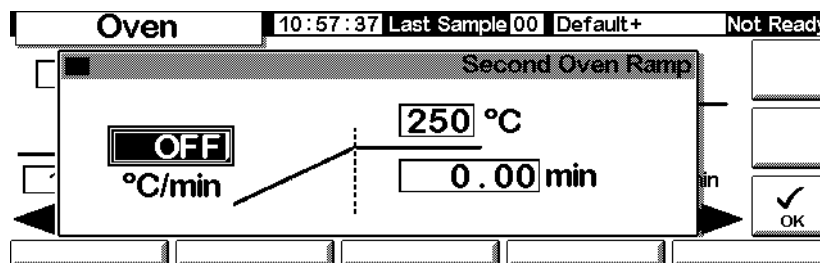 Oven
10:57:37 Last Sample 00 Default+ Not Ready
Second Oven Ramp
250 °C
OFF
°C/min
0.00 min
in
OK